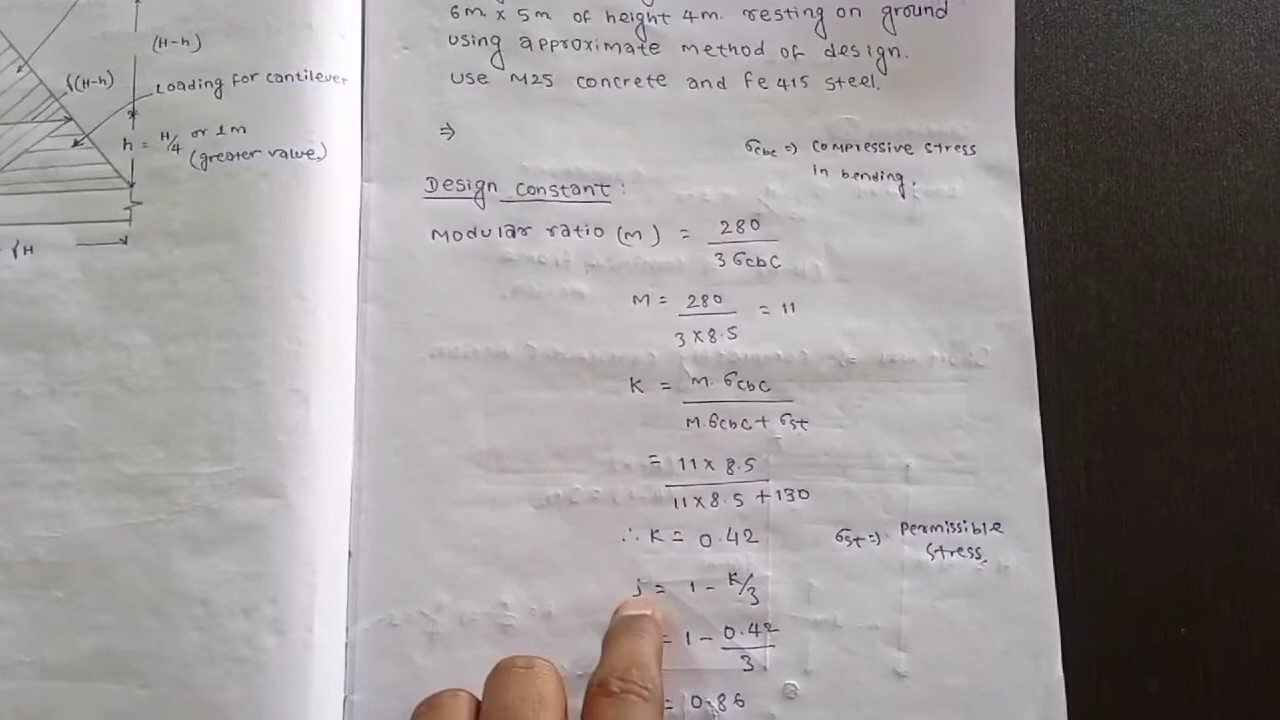 (H-h)
γ(H-h)
Loading for cantilever
h = H/4 or 1m
(greater value)
γH
6m x 5m of height 4m. resting on ground
using approximate method of design.
use M25 concrete and fe 415 steel.
⇒
σcbc ⇒ compressive stress
in bending.
Design constant:
Modular ratio (m) = 280 / 3 σcbc
M = 280 / 3 x 8.5 = 11
K = m. σcbc / m. σcbc + σst
= 11 x 8.5 / 11 x 8.5 + 130
∴ K = 0.42
σst ⇒ permissible
stress.
j = 1 - K/3
= 1 - 0.42 / 3
= 0.86